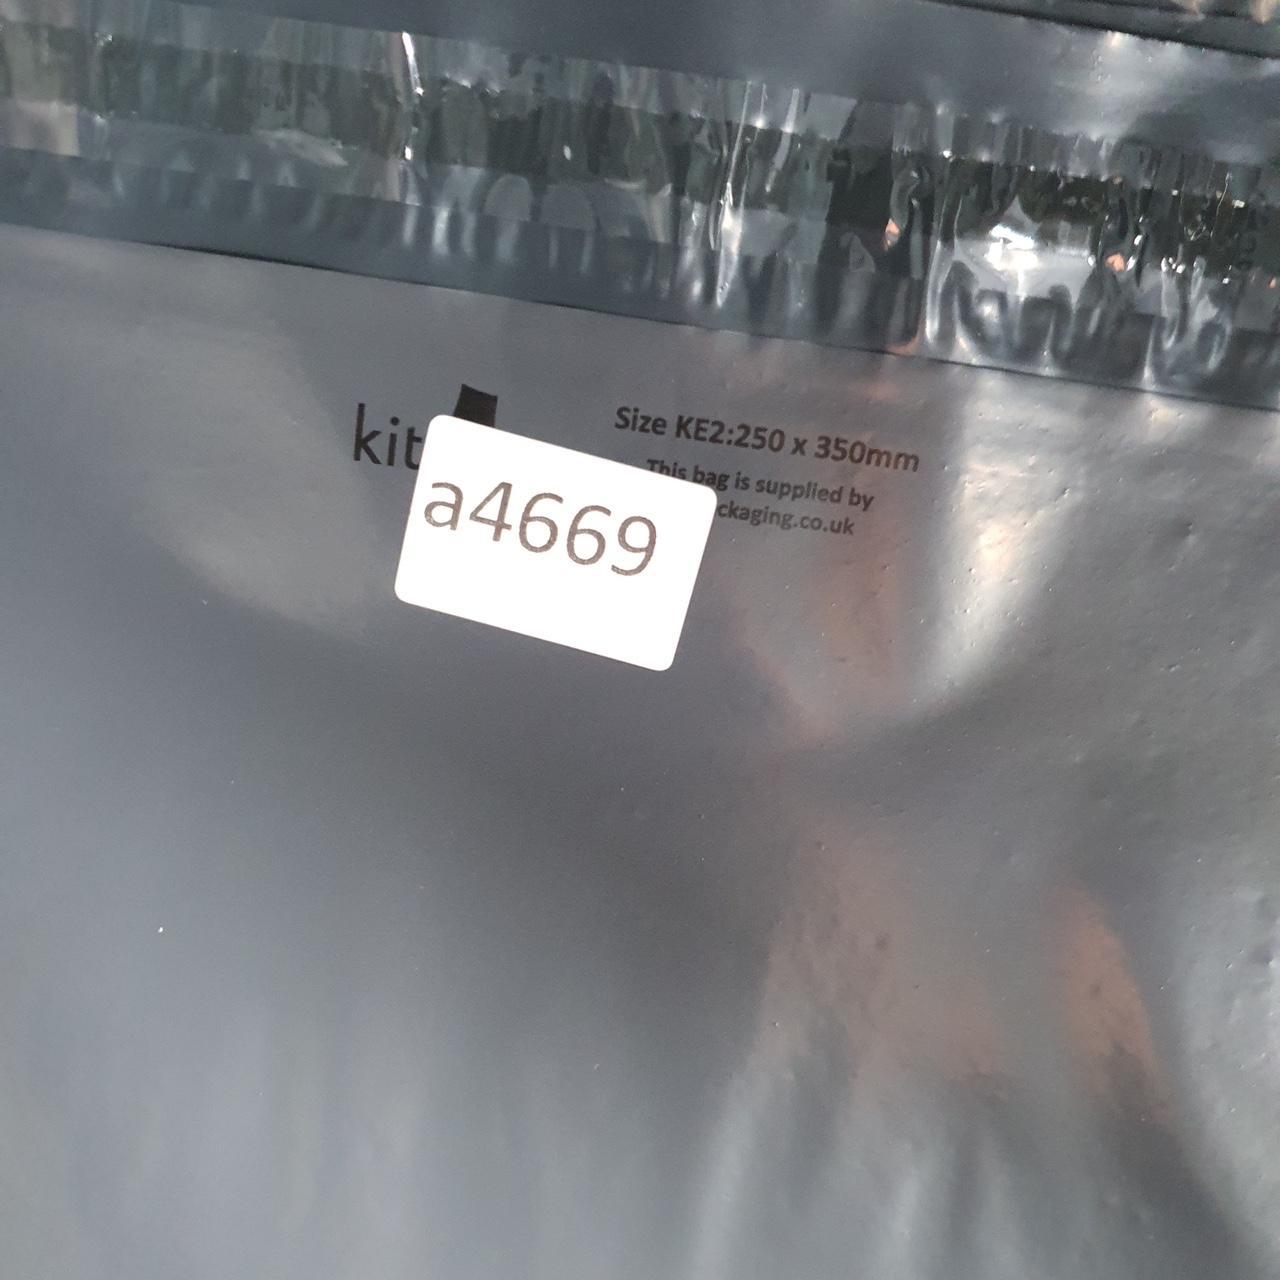 kit
Size KE2:250 x 350mm
This bag is supplied by
ckaging.co.uk
a4669